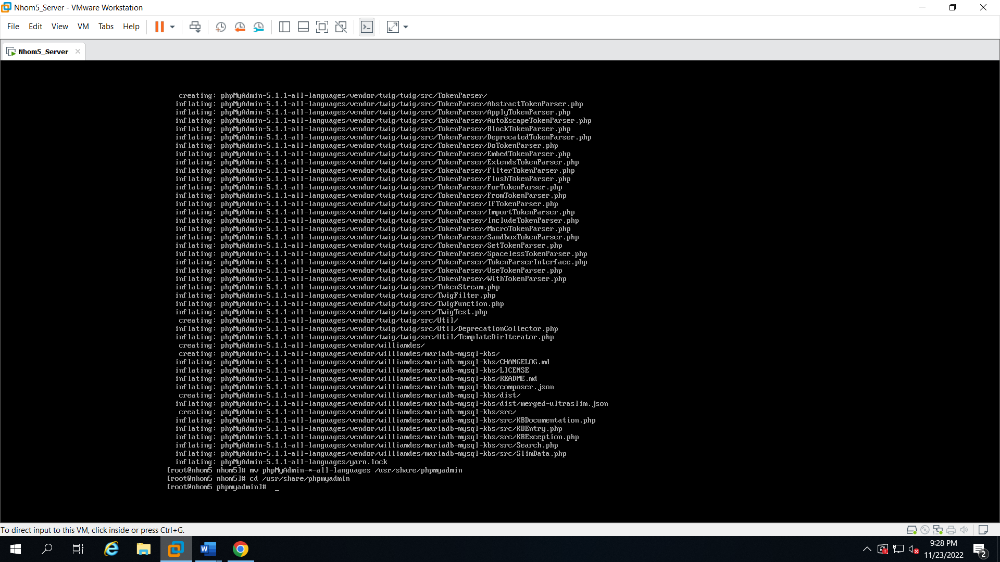 Nhom5_Server - VMware Workstation
File Edit View VM Tabs Help
Nhom5_Server
creating: phpMyAdmin-5.1.1-all-languages/vendor/twig/twig/src/TokenParser/
inflating: phpMyAdmin-5.1.1-all-languages/vendor/twig/twig/src/TokenParser/AbstractTokenParser.php
inflating: phpMyAdmin-5.1.1-all-languages/vendor/twig/twig/src/TokenParser/ApplyTokenParser.php
inflating: phpMyAdmin-5.1.1-all-languages/vendor/twig/twig/src/TokenParser/AutoEscapeTokenParser.php
inflating: phpMyAdmin-5.1.1-all-languages/vendor/twig/twig/src/TokenParser/BlockTokenParser.php
inflating: phpMyAdmin-5.1.1-all-languages/vendor/twig/twig/src/TokenParser/DeprecatedTokenParser.php
inflating: phpMyAdmin-5.1.1-all-languages/vendor/twig/twig/src/TokenParser/DoTokenParser.php
inflating: phpMyAdmin-5.1.1-all-languages/vendor/twig/twig/src/TokenParser/EmbedTokenParser.php
inflating: phpMyAdmin-5.1.1-all-languages/vendor/twig/twig/src/TokenParser/ExtendsTokenParser.php
inflating: phpMyAdmin-5.1.1-all-languages/vendor/twig/twig/src/TokenParser/FilterTokenParser.php
inflating: phpMyAdmin-5.1.1-all-languages/vendor/twig/twig/src/TokenParser/FlushTokenParser.php
inflating: phpMyAdmin-5.1.1-all-languages/vendor/twig/twig/src/TokenParser/ForTokenParser.php
inflating: phpMyAdmin-5.1.1-all-languages/vendor/twig/twig/src/TokenParser/FromTokenParser.php
inflating: phpMyAdmin-5.1.1-all-languages/vendor/twig/twig/src/TokenParser/IfTokenParser.php
inflating: phpMyAdmin-5.1.1-all-languages/vendor/twig/twig/src/TokenParser/ImportTokenParser.php
inflating: phpMyAdmin-5.1.1-all-languages/vendor/twig/twig/src/TokenParser/IncludeTokenParser.php
inflating: phpMyAdmin-5.1.1-all-languages/vendor/twig/twig/src/TokenParser/MacroTokenParser.php
inflating: phpMyAdmin-5.1.1-all-languages/vendor/twig/twig/src/TokenParser/SandboxTokenParser.php
inflating: phpMyAdmin-5.1.1-all-languages/vendor/twig/twig/src/TokenParser/SetTokenParser.php
inflating: phpMyAdmin-5.1.1-all-languages/vendor/twig/twig/src/TokenParser/SpacelessTokenParser.php
inflating: phpMyAdmin-5.1.1-all-languages/vendor/twig/twig/src/TokenParser/TokenParserInterface.php
inflating: phpMyAdmin-5.1.1-all-languages/vendor/twig/twig/src/TokenParser/UseTokenParser.php
inflating: phpMyAdmin-5.1.1-all-languages/vendor/twig/twig/src/TokenParser/WithTokenParser.php
inflating: phpMyAdmin-5.1.1-all-languages/vendor/twig/twig/src/TokenStream.php
inflating: phpMyAdmin-5.1.1-all-languages/vendor/twig/twig/src/TwigFilter.php
inflating: phpMyAdmin-5.1.1-all-languages/vendor/twig/twig/src/TwigFunction.php
inflating: phpMyAdmin-5.1.1-all-languages/vendor/twig/twig/src/TwigTest.php
creating: phpMyAdmin-5.1.1-all-languages/vendor/twig/twig/src/Util/
inflating: phpMyAdmin-5.1.1-all-languages/vendor/twig/twig/src/Util/DeprecationCollector.php
inflating: phpMyAdmin-5.1.1-all-languages/vendor/twig/twig/src/Util/TemplateDirIterator.php
creating: phpMyAdmin-5.1.1-all-languages/vendor/williamdes/
creating: phpMyAdmin-5.1.1-all-languages/vendor/williamdes/mariadb-mysql-kbs/
inflating: phpMyAdmin-5.1.1-all-languages/vendor/williamdes/mariadb-mysql-kbs/CHANGELOG.md
inflating: phpMyAdmin-5.1.1-all-languages/vendor/williamdes/mariadb-mysql-kbs/LICENSE
inflating: phpMyAdmin-5.1.1-all-languages/vendor/williamdes/mariadb-mysql-kbs/README.md
inflating: phpMyAdmin-5.1.1-all-languages/vendor/williamdes/mariadb-mysql-kbs/composer.json
creating: phpMyAdmin-5.1.1-all-languages/vendor/williamdes/mariadb-mysql-kbs/dist/
inflating: phpMyAdmin-5.1.1-all-languages/vendor/williamdes/mariadb-mysql-kbs/dist/merged-ultraslim.json
creating: phpMyAdmin-5.1.1-all-languages/vendor/williamdes/mariadb-mysql-kbs/src/
inflating: phpMyAdmin-5.1.1-all-languages/vendor/williamdes/mariadb-mysql-kbs/src/KBDocumentation.php
inflating: phpMyAdmin-5.1.1-all-languages/vendor/williamdes/mariadb-mysql-kbs/src/KBEntry.php
inflating: phpMyAdmin-5.1.1-all-languages/vendor/williamdes/mariadb-mysql-kbs/src/KBException.php
inflating: phpMyAdmin-5.1.1-all-languages/vendor/williamdes/mariadb-mysql-kbs/src/Search.php
inflating: phpMyAdmin-5.1.1-all-languages/vendor/williamdes/mariadb-mysql-kbs/src/SlimData.php
inflating: phpMyAdmin-5.1.1-all-languages/yarn.lock
[root@nhom5 nhom5]# mv phpMyAdmin-*-all-languages /usr/share/phpmyadmin
[root@nhom5 nhom5]# cd /usr/share/phpmyadmin
[root@nhom5 phpmyadmin]# _
To direct input to this VM, click inside or press Ctrl+G.
9:28 PM
11/23/2022
2